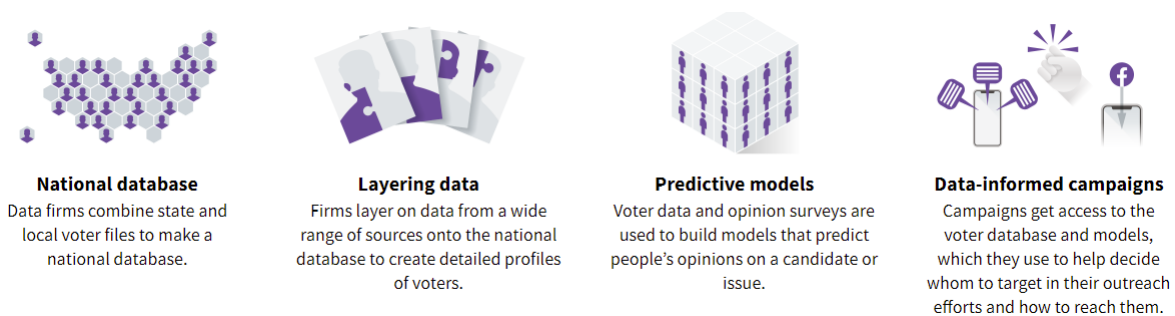 National database
Data firms combine state and
local voter files to make a
national database.
Layering data
Firms layer on data from a wide
range of sources onto the national
database to create detailed profiles
of voters.
Predictive models
Voter data and opinion surveys are
used to build models that predict
people’s opinions on a candidate or
issue.
Data-informed campaigns
Campaigns get access to the
voter database and models,
which they use to help decide
whom to target in their outreach
efforts and how to reach them.